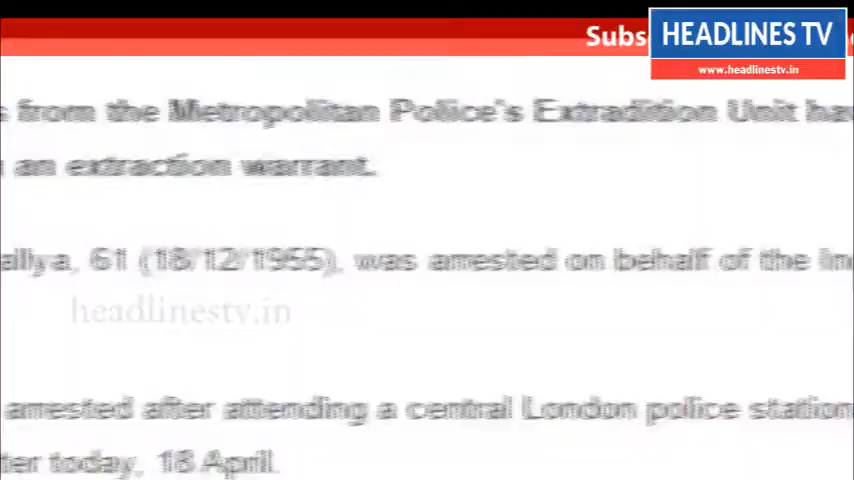 Subs
HEADLINES TV
www.headlinestv.in
s from the Metropolitan Police's Extradition Unit hav
an extraction warrant.
allya, 61 (18/12/1955), was arrested on behalf of the In
headlinestv.in
arrested after attending a central London police station
ter today, 18 April.